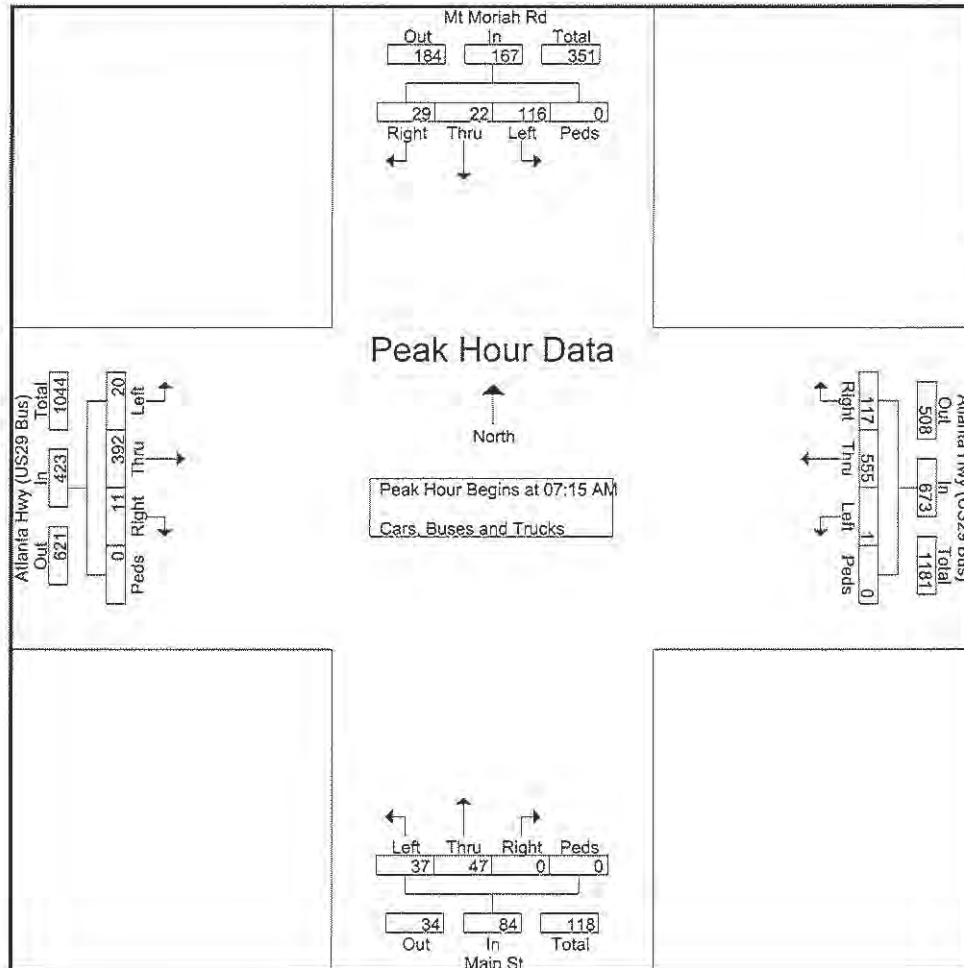 Mt Moriah Rd
Out In Total
184 167 351
29 22 116 0
Right Thru Left Peds
Peak Hour Data
North
Peak Hour Begins at 07:15 AM
Cars, Buses and Trucks
Atlanta Hwy (US29 Bus)
Out In Total
621 423 1044
0 11 392 20
Peds Right Thru Left
Atlanta Hwy (US29 Bus)
Out In Total
508 673 1181
117 555 1 0
Right Thru Left Peds
Left Thru Right Peds
37 47 0 0
34 84 118
Out In Total
Main St